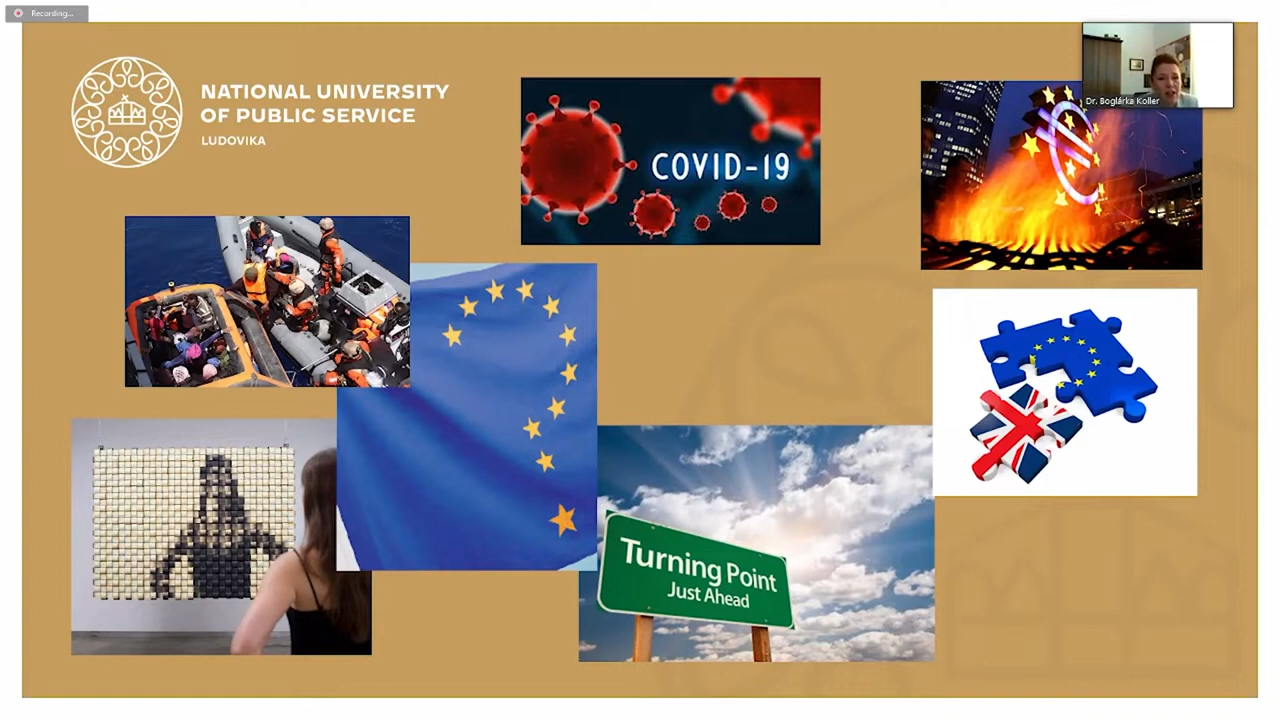 Recording...
NATIONAL UNIVERSITY
OF PUBLIC SERVICE
LUDOVIKA
COVID-19
Dr. Boglárka Koller
Turning Point
Just Ahead